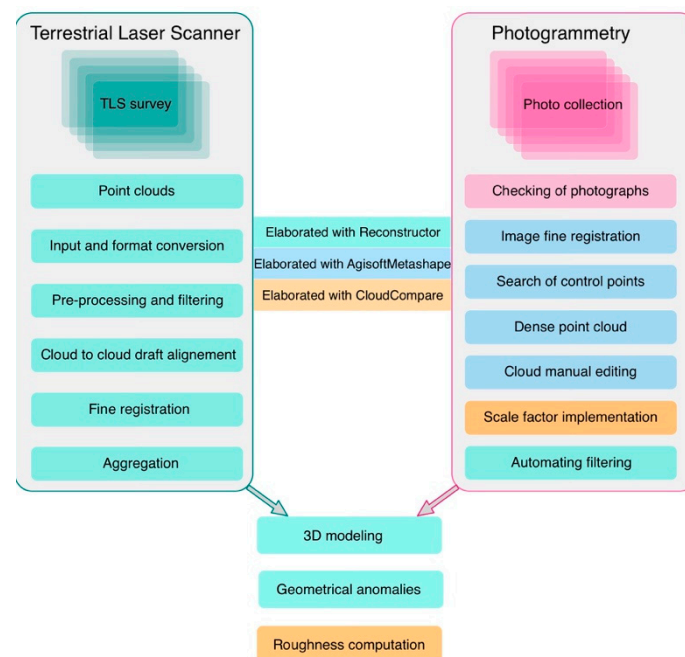 Terrestrial Laser Scanner
TLS survey
Point clouds
Input and format conversion
Pre-processing and filtering
Cloud to cloud draft alignement
Fine registration
Aggregation
Elaborated with Reconstructor
Elaborated with AgisoftMetashape
Elaborated with CloudCompare
Photogrammetry
Photo collection
Checking of photographs
Image fine registration
Search of control points
Dense point cloud
Cloud manual editing
Scale factor implementation
Automating filtering
3D modeling
Geometrical anomalies
Roughness computation